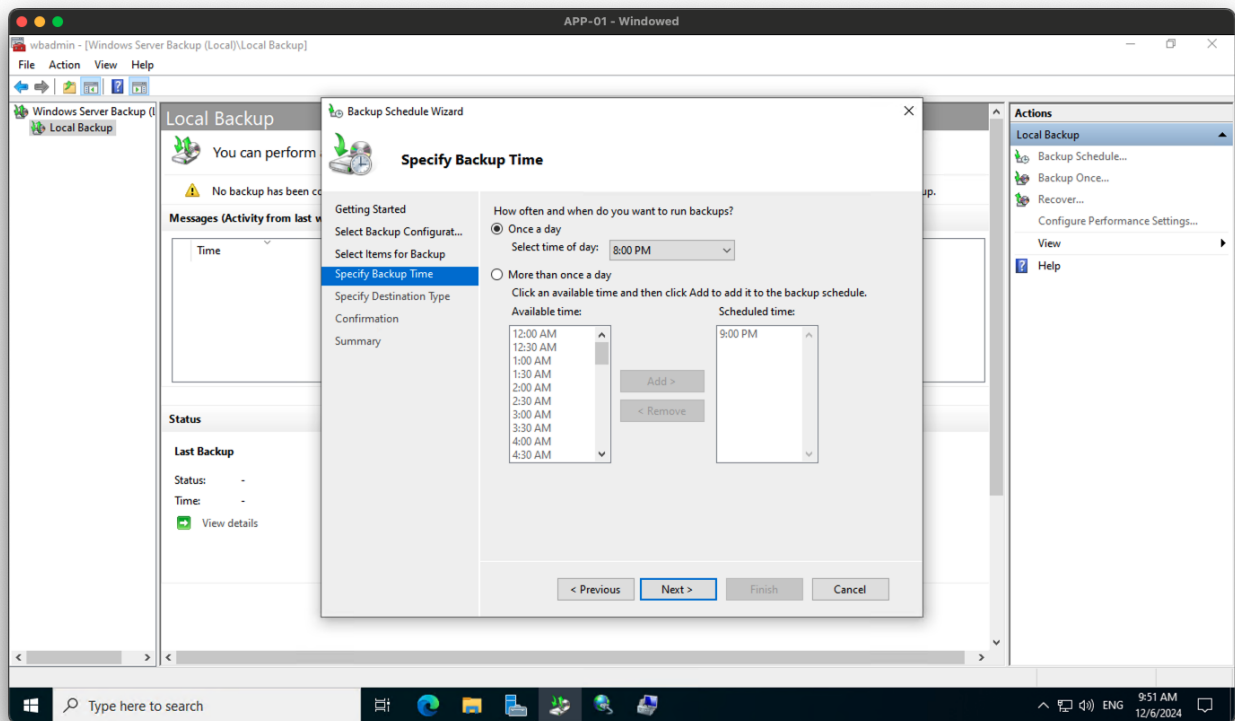 APP-01 - Windowed
wbadmin - [Windows Server Backup (Local)\Local Backup]
File Action View Help
Windows Server Backup (L
Local Backup
Local Backup
You can perform
No backup has been co
up.
Messages (Activity from last w
Time
Status
Last Backup
Status: -
Time: -
View details
Backup Schedule Wizard
Specify Backup Time
Getting Started
Select Backup Configurat...
Select Items for Backup
Specify Backup Time
Specify Destination Type
Confirmation
Summary
How often and when do you want to run backups?
Once a day
Select time of day: 8:00 PM
More than once a day
Click an available time and then click Add to add it to the backup schedule.
Available time: Scheduled time:
12:00 AM 9:00 PM
12:30 AM
1:00 AM
1:30 AM
2:00 AM
2:30 AM
3:00 AM
3:30 AM
4:00 AM
4:30 AM
Add >
< Remove
< Previous Next > Finish Cancel
Actions
Local Backup
Backup Schedule...
Backup Once...
Recover...
Configure Performance Settings...
View
Help
Type here to search
ENG
9:51 AM
12/6/2024